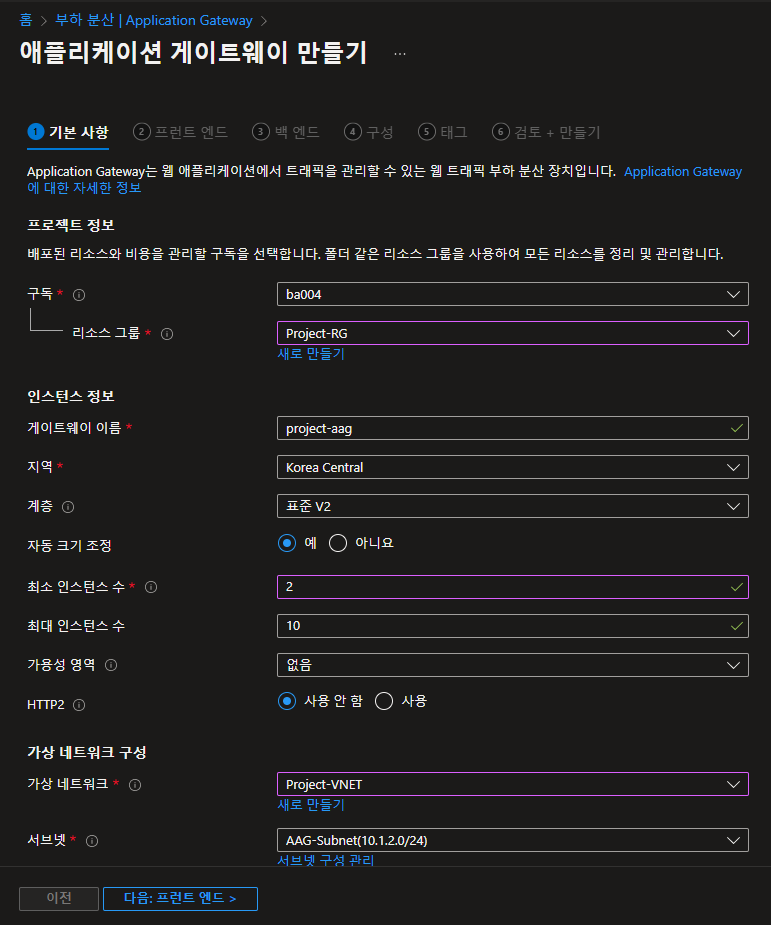 홈 > 부하 분산 | Application Gateway >
애플리케이션 게이트웨이 만들기 ...
1 기본 사항 2 프런트 엔드 3 백 엔드 4 구성 5 태그 6 검토 + 만들기
Application Gateway는 웹 애플리케이션에서 트래픽을 관리할 수 있는 웹 트래픽 부하 분산 장치입니다. Application Gateway
에 대한 자세한 정보
프로젝트 정보
배포된 리소스와 비용을 관리할 구독을 선택합니다. 폴더 같은 리소스 그룹을 사용하여 모든 리소스를 정리 및 관리합니다.
구독 * ba004
리소스 그룹 * Project-RG
새로 만들기
인스턴스 정보
게이트웨이 이름 * project-aag
지역 * Korea Central
계층 표준 V2
자동 크기 조정 예 아니요
최소 인스턴스 수 * 2
최대 인스턴스 수 10
가용성 영역 없음
HTTP2 사용 안 함 사용
가상 네트워크 구성
가상 네트워크 * Project-VNET
새로 만들기
서브넷 * AAG-Subnet(10.1.2.0/24)
서브넷 구성 관리
이전 다음: 프런트 엔드 >